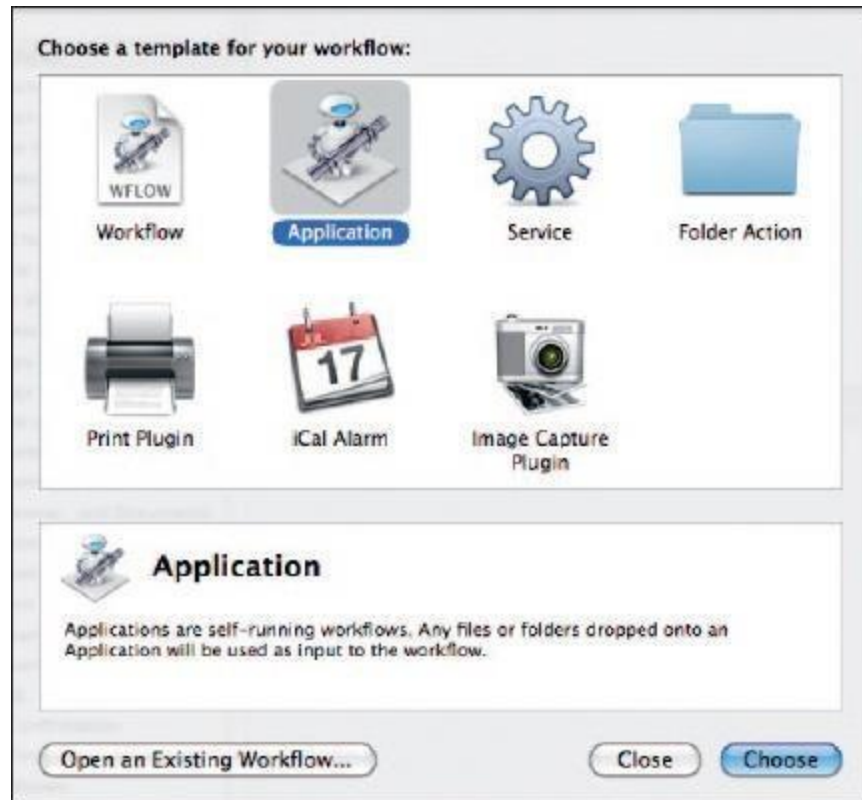 Choose a template for your workflow:
WFLOW
Workflow
Application
Service
Folder Action
JUL
17
Print Plugin
iCal Alarm
Image Capture
Plugin
Application
Applications are self-running workflows. Any files or folders dropped onto an
Application will be used as input to the workflow.
Open an Existing Workflow...
Close
Choose